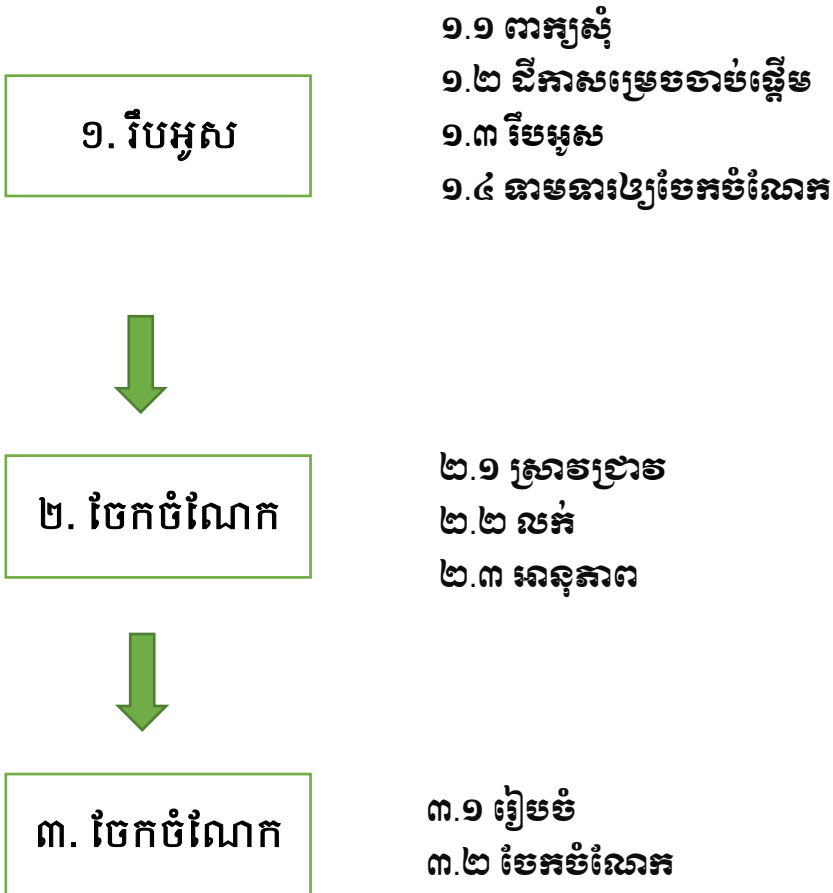 ១. រឹបអូស
១.១ ពាក្យសុំ
១.២ ដីកាសម្រេចចាប់ផ្តើម
១.៣ រឹបអូស
១.៤ ទាមទារឲ្យចែកចំណែក
២. ចែកចំណែក
២.១ ស្រាវជ្រាវ
២.២ លក់
២.៣ អានុភាព
៣. ចែកចំណែក
៣.១ រៀបចំ
៣.២ ចែកចំណែក